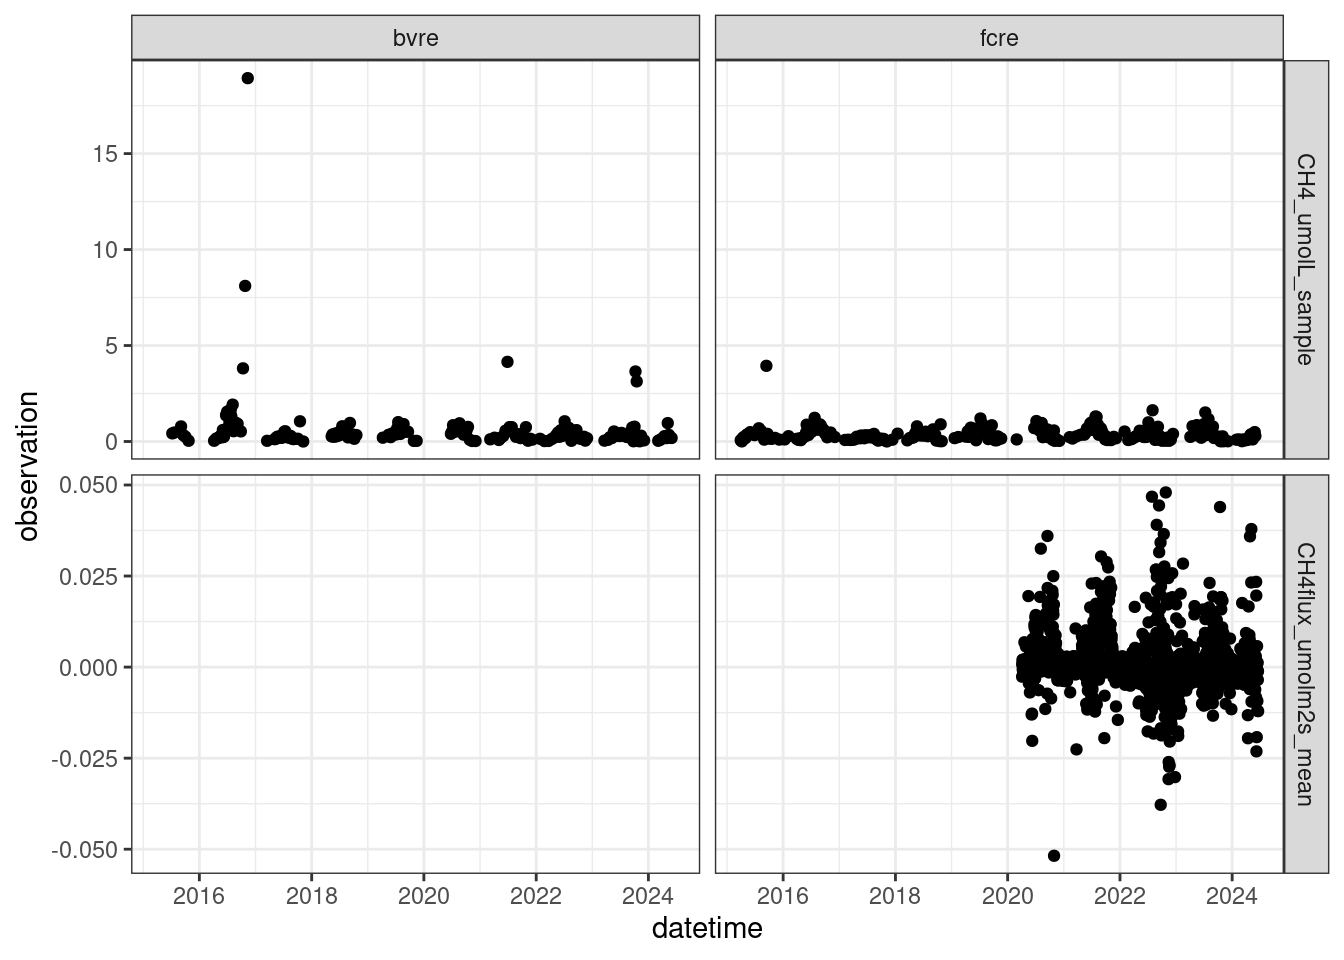 bvre
fcre
15
10
5
0
CH4_umolL_sample
0.050
0.025
0.000
-0.025
-0.050
CH4flux_umolm2s_mean
observation
2016 2018 2020 2022 2024
2016 2018 2020 2022 2024
datetime